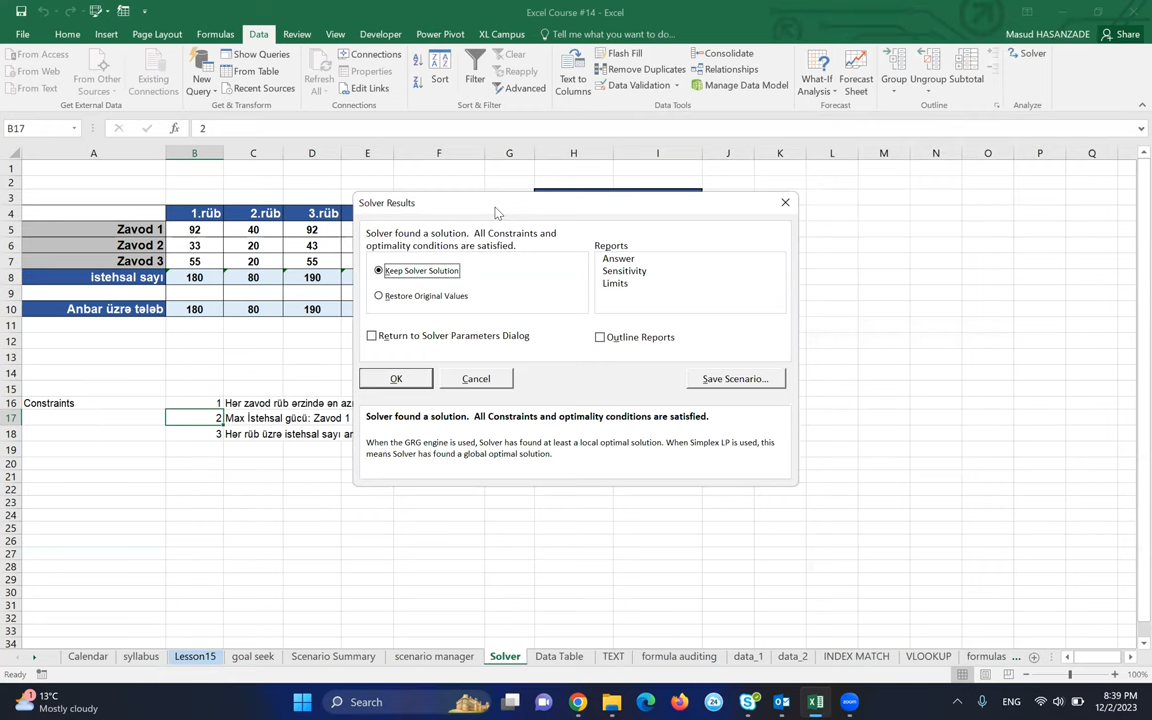 Excel Course #14 - Excel
File Home Insert Page Layout Formulas Data Review View Developer Power Pivot XL Campus Tell me what you want to do... Masud HASANZADE Share
From Access
From Web
From Text
From Other Sources
Existing Connections
Get External Data
New Query
Show Queries
From Table
Recent Sources
Get & Transform
Refresh All
Connections
Properties
Edit Links
Connections
Sort
Filter
Clear
Reapply
Advanced
Sort & Filter
Text to Columns
Flash Fill
Remove Duplicates
Data Validation
Consolidate
Relationships
Manage Data Model
Data Tools
What-If Analysis
Forecast Sheet
Forecast
Group
Ungroup
Subtotal
Outline
Solver
Analyze
B17 fx 2
A B C D E F G H I J K L M N O P Q
1
2
3
4 1.rüb 2.rüb 3.rüb
5 Zavod 1 92 40 92
6 Zavod 2 33 20 43
7 Zavod 3 55 20 55
8 istehsal sayı 180 80 190
9
10 Anbar üzrə tələb 180 80 190
11
12
13
14
15
16 Constraints 1 Hər zavod rüb ərzində ən az
17 2 Max İstehsal gücü: Zavod 1
18 3 Hər rüb üzrə istehsal sayı
19
20
21
22
23
24
25
26
27
28
29
30
31
32
33
34
Solver Results
Solver found a solution. All Constraints and
optimality conditions are satisfied.
Keep Solver Solution
Restore Original Values
Reports
Answer
Sensitivity
Limits
Return to Solver Parameters Dialog
Outline Reports
OK Cancel Save Scenario...
Solver found a solution. All Constraints and optimality conditions are satisfied.
When the GRG engine is used, Solver has found at least a local optimal solution. When Simplex LP is used, this
means Solver has found a global optimal solution.
Calendar syllabus Lesson15 goal seek Scenario Summary scenario manager Solver Data Table TEXT formula auditing data_1 data_2 INDEX MATCH VLOOKUP formulas ...
Ready 100%
13°C
Mostly cloudy
Search
ENG
8:39 PM
12/2/2023